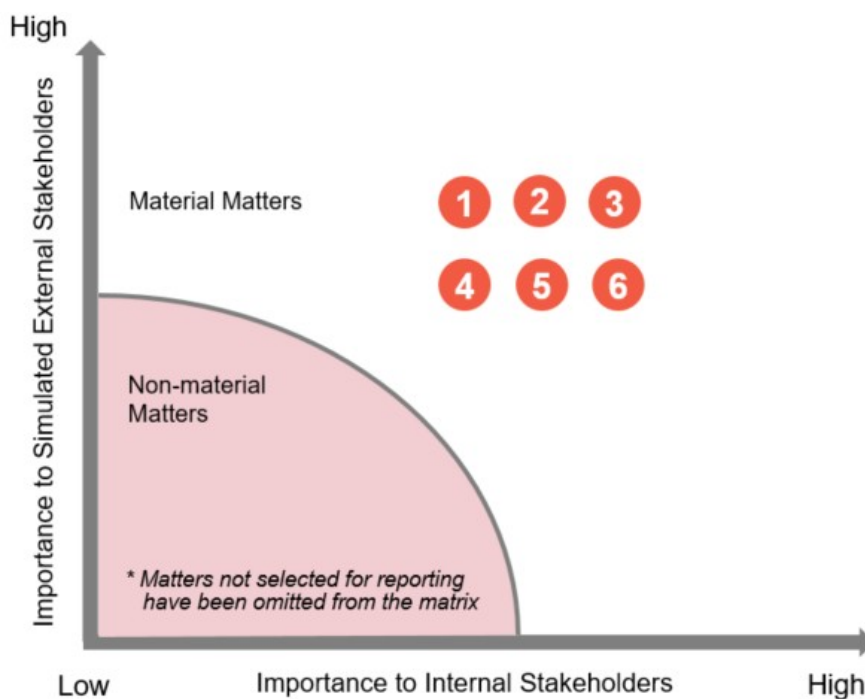 High
Importance to Simulated External Stakeholders
Material Matters
1 2 3
4 5 6
Non-material
Matters
* Matters not selected for reporting
have been omitted from the matrix
Low
Importance to Internal Stakeholders
High